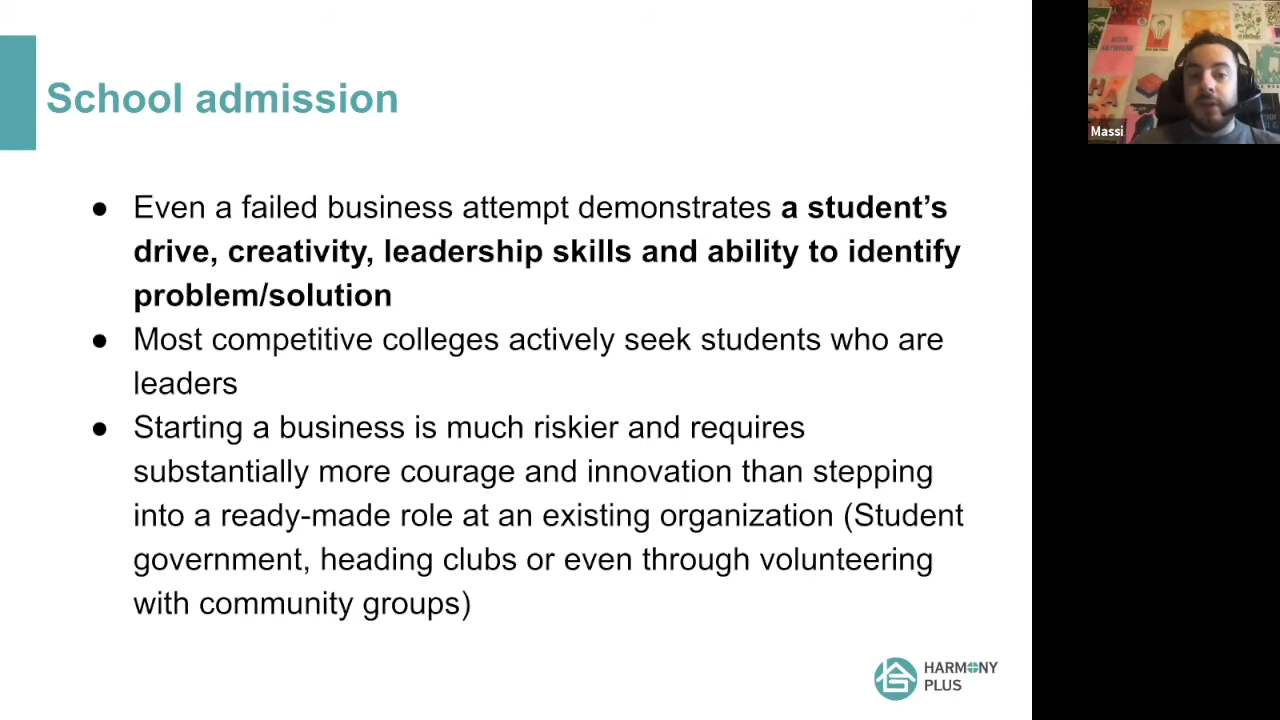 School admission
● Even a failed business attempt demonstrates a student’s
drive, creativity, leadership skills and ability to identify
problem/solution
● Most competitive colleges actively seek students who are
leaders
● Starting a business is much riskier and requires
substantially more courage and innovation than stepping
into a ready-made role at an existing organization (Student
government, heading clubs or even through volunteering
with community groups)
HARMONY
PLUS
Massi